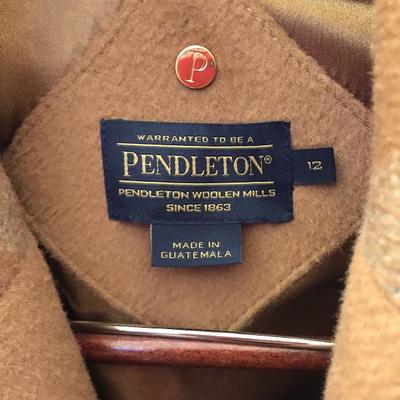 P
WARRANTED TO BE A
PENDLETON®
12
PENDLETON WOOLEN MILLS
SINCE 1863
MADE IN
GUATEMALA